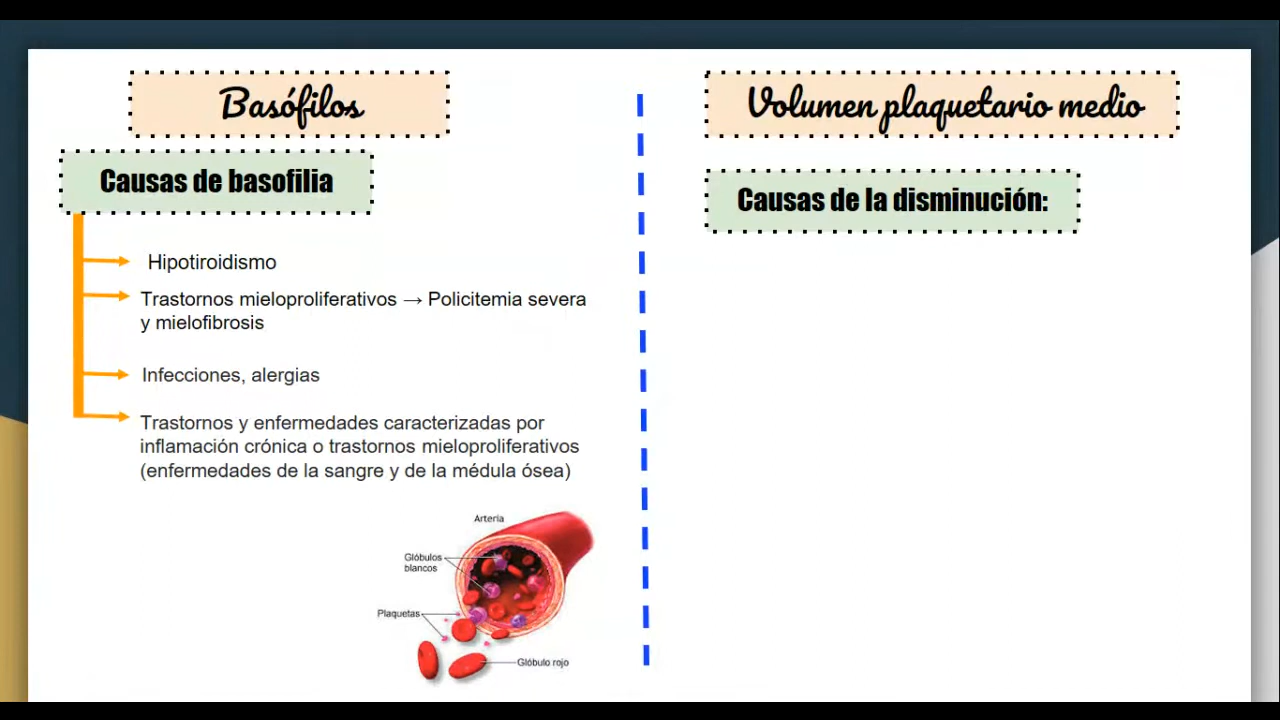 Basófilos
Causas de basofilia
Hipotiroidismo
Trastornos mieloproliferativos → Policitemia severa
y mielofibrosis
Infecciones, alergias
Trastornos y enfermedades caracterizadas por
inflamación crónica o trastornos mieloproliferativos
(enfermedades de la sangre y de la médula ósea)
Arteria
Glóbulos
blancos
Plaquetas
Glóbulo rojo
Volumen plaquetario medio
Causas de la disminución: